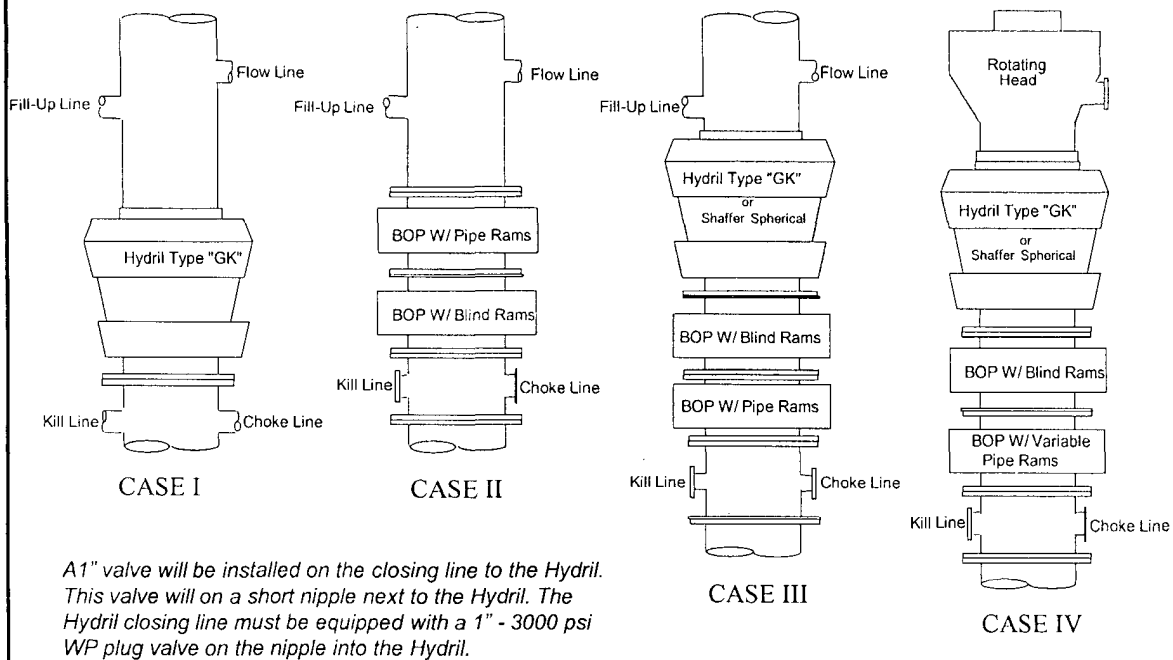 Flow Line
Fill-Up Line
Hydril Type "GK"
Kill Line
Choke Line
CASE I
Flow Line
Fill-Up Line
BOP W/ Pipe Rams
BOP W/ Blind Rams
Kill Line
Choke Line
CASE II
Flow Line
Fill-Up Line
Hydril Type "GK"
or
Shaffer Spherical
BOP W/ Blind Rams
BOP W/ Pipe Rams
Kill Line
Choke Line
CASE III
Rotating
Head
Hydril Type "GK"
or
Shaffer Spherical
BOP W/ Blind Rams
BOP W/ Variable
Pipe Rams
Kill Line
Choke Line
CASE IV
A1" valve will be installed on the closing line to the Hydril.
This valve will on a short nipple next to the Hydril. The
Hydril closing line must be equipped with a 1" - 3000 psi
WP plug valve on the nipple into the Hydril.